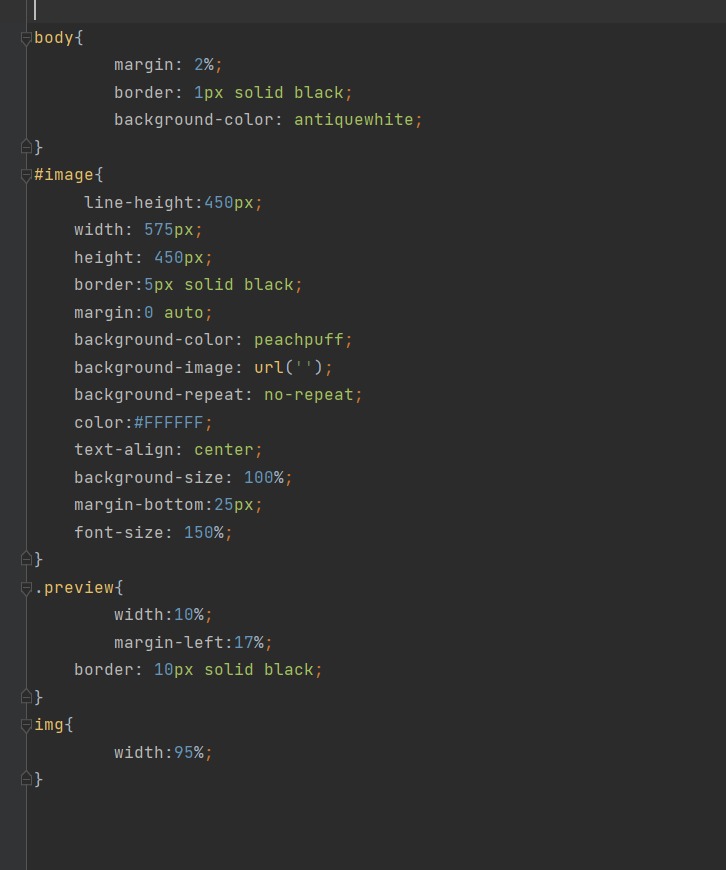 body{
margin: 2%;
border: 1px solid black;
background-color: antiquewhite;
}
#image{
line-height:450px;
width: 575px;
height: 450px;
border:5px solid black;
margin:0 auto;
background-color: peachpuff;
background-image: url('');
background-repeat: no-repeat;
color:#FFFFFF;
text-align: center;
background-size: 100%;
margin-bottom:25px;
font-size: 150%;
}
.preview{
width:10%;
margin-left:17%;
border: 10px solid black;
}
img{
width:95%;
}